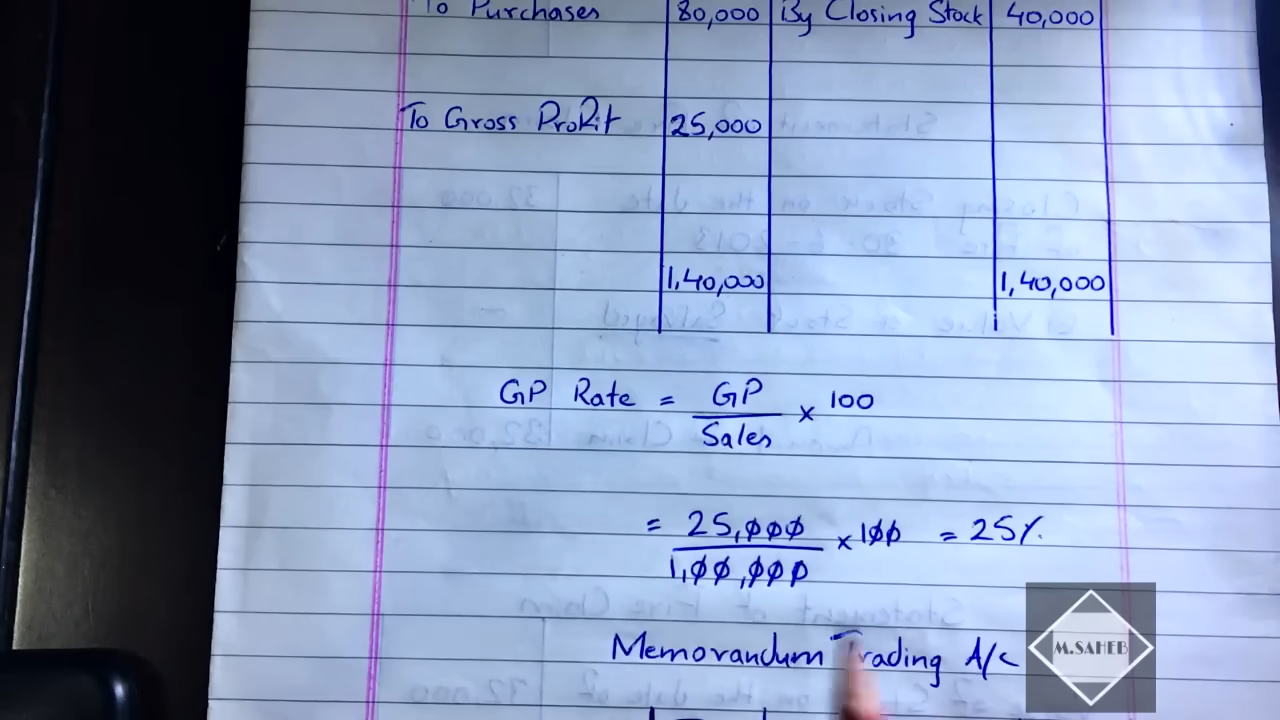 To Purchases 80,000 By Closing Stock 40,000
To Gross Profit 25,000
1,40,000 1,40,000
GP Rate = GP / Sales × 100
= 25,000 / 1,00,000 × 100 = 25%.
Memorandum Trading A/c
M.SAHEB